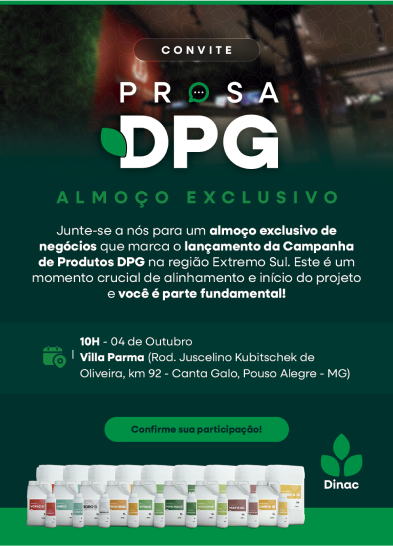 CONVITE
PROSA
DPG
ALMOÇO EXCLUSIVO
Junte-se a nós para um almoço exclusivo de
negócios que marca o lançamento da Campanha
de Produtos DPG na região Extremo Sul. Este é um
momento crucial de alinhamento e início do projeto
e você é parte fundamental!
10H - 04 de Outubro
Villa Parma (Rod. Juscelino Kubitschek de
Oliveira, km 92 - Canta Galo, Pouso Alegre - MG)
Confirme sua participação!
Dinac